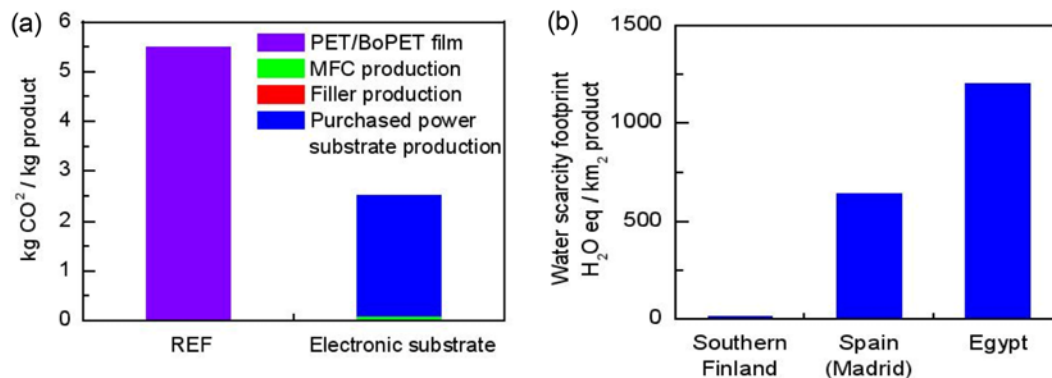 (a)
kg CO² / kg product
6
5
4
3
2
1
0
PET/BoPET film
MFC production
Filler production
Purchased power
substrate production
REF
Electronic substrate
(b)
Water scarcity footprint
H₂O eq / km₂ product
1500
1000
500
0
Southern
Finland
Spain
(Madrid)
Egypt